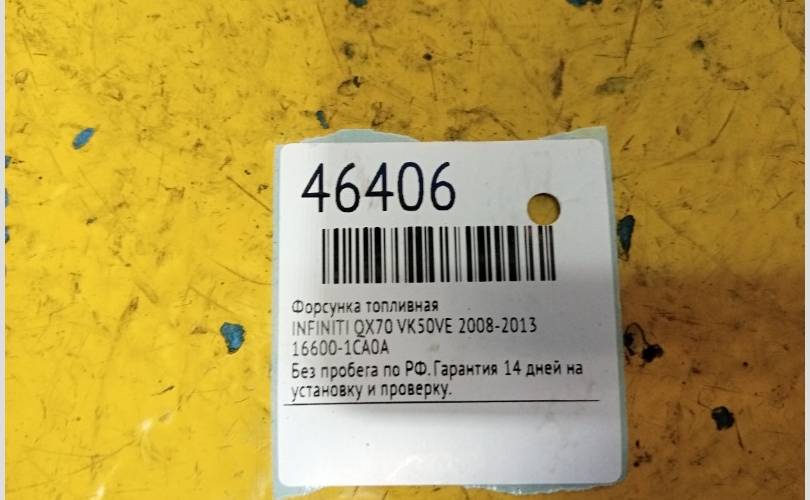 46406
Форсунка топливная
INFINITI QX70 VK50VE 2008-2013
16600-1CA0A
Без пробега по РФ. Гарантия 14 дней на
установку и проверку.